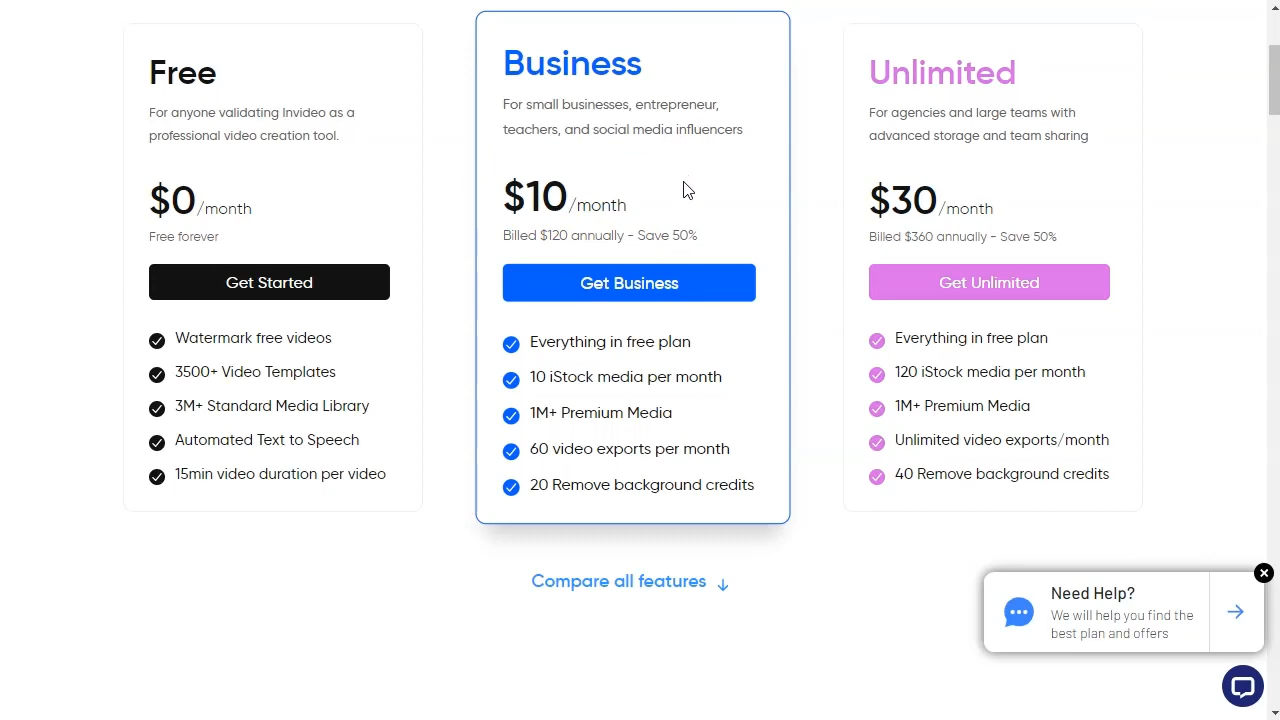 Free
For anyone validating Invideo as a
professional video creation tool.
$0/month
Free forever
Get Started
Watermark free videos
3500+ Video Templates
3M+ Standard Media Library
Automated Text to Speech
15min video duration per video
Business
For small businesses, entrepreneur,
teachers, and social media influencers
$10/month
Billed $120 annually - Save 50%
Get Business
Everything in free plan
10 iStock media per month
1M+ Premium Media
60 video exports per month
20 Remove background credits
Unlimited
For agencies and large teams with
advanced storage and team sharing
$30/month
Billed $360 annually - Save 50%
Get Unlimited
Everything in free plan
120 iStock media per month
1M+ Premium Media
Unlimited video exports/month
40 Remove background credits
Compare all features ↓
Need Help?
We will help you find the
best plan and offers